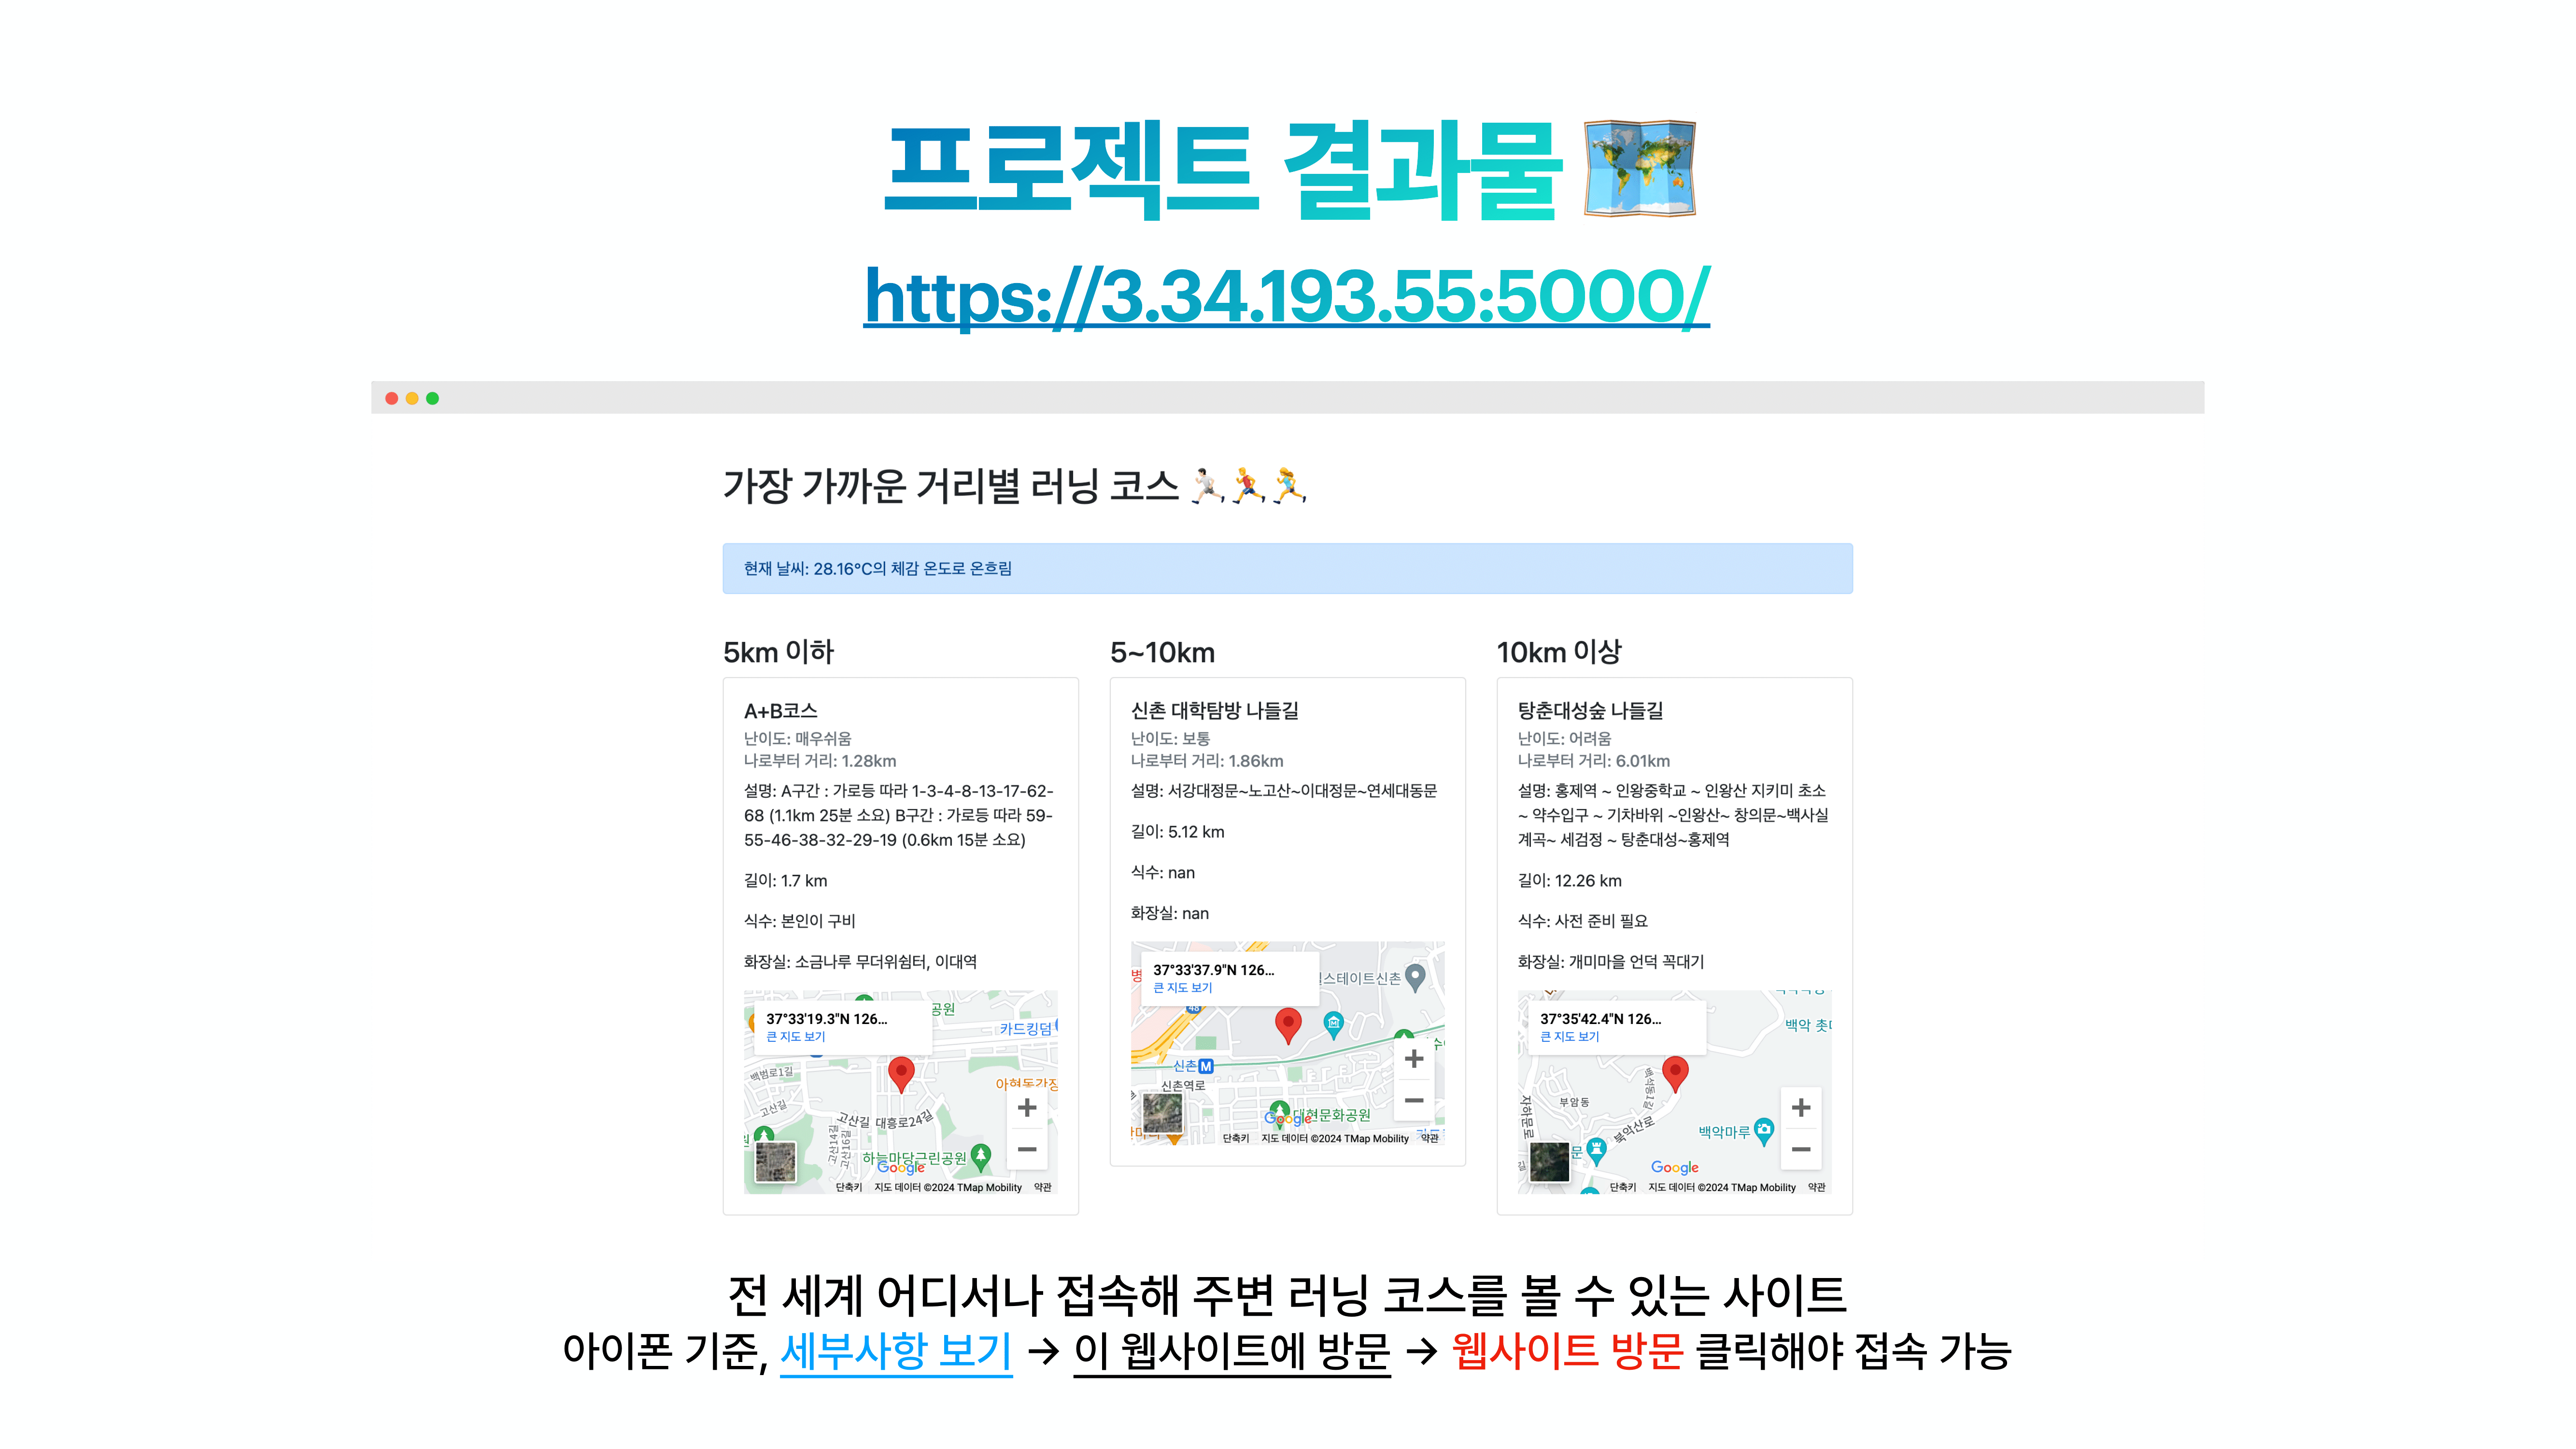 프로젝트 결과물
https://3.34.193.55:5000/
가장 가까운 거리별 러닝 코스
현재 날씨: 28.16°C의 체감 온도로 온흐림
5km 이하
A+B코스
난이도: 매우쉬움
나로부터 거리: 1.28km
설명: A구간 : 가로등 따라 1-3-4-8-13-17-62-
68 (1.1km 25분 소요) B구간 : 가로등 따라 59-
55-46-38-32-29-19 (0.6km 15분 소요)
길이: 1.7 km
식수: 본인이 구비
화장실: 소금나루 무더위쉼터, 이대역
37°33'19.3"N 126...
큰 지도 보기
공원
카드킹덤
백범로1길
고산길
고산길 대흥로24길
고산14길
고산16길
하늘마당근린공원
Google
단축키 지도 데이터 ©2024 TMap Mobility 약관
5~10km
신촌 대학탐방 나들길
난이도: 보통
나로부터 거리: 1.86km
설명: 서강대정문~노고산~이대정문~연세대동문
길이: 5.12 km
식수: nan
화장실: nan
37°33'37.9"N 126...
큰 지도 보기
힐스테이트신촌
신촌 M
신촌역로
대현문화공원
Google
단축키 지도 데이터 ©2024 TMap Mobility 약관
10km 이상
탕춘대성숲 나들길
난이도: 어려움
나로부터 거리: 6.01km
설명: 홍제역 ~ 인왕중학교 ~ 인왕산 지키미 초소
~ 약수입구 ~ 기차바위 ~인왕산~ 창의문~백사실
계곡~ 세검정 ~ 탕춘대성~홍제역
길이: 12.26 km
식수: 사전 준비 필요
화장실: 개미마을 언덕 꼭대기
37°35'42.4"N 126...
큰 지도 보기
백악
백석동1길
부암동
자하문로
북악산로
백악마루
문
Google
단축키 지도 데이터 ©2024 TMap Mobility 약관
전 세계 어디서나 접속해 주변 러닝 코스를 볼 수 있는 사이트
아이폰 기준, 세부사항 보기 → 이 웹사이트에 방문 → 웹사이트 방문 클릭해야 접속 가능